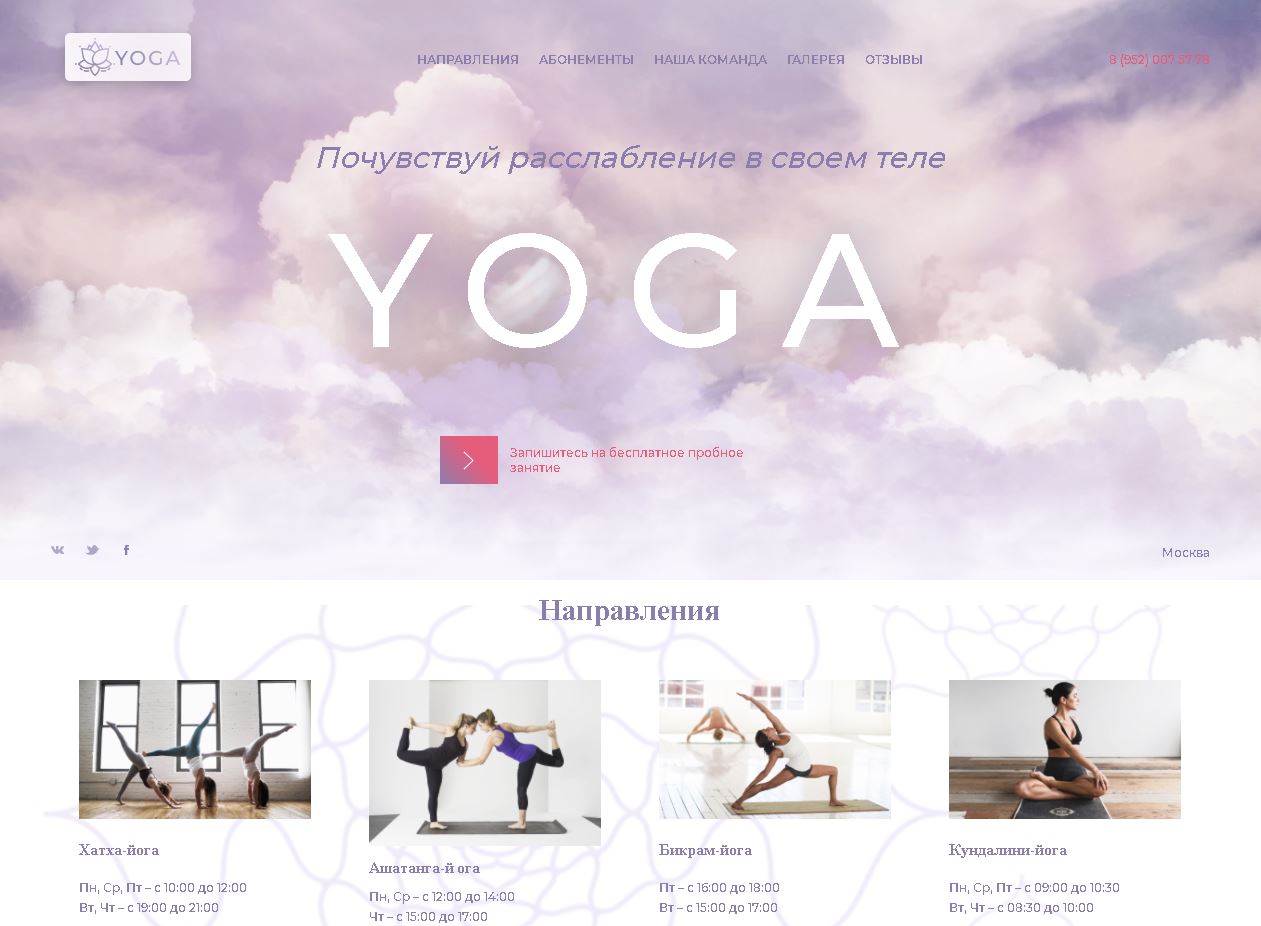 YOGA
НАПРАВЛЕНИЯ АБОНЕМЕНТЫ НАША КОМАНДА ГАЛЕРЕЯ ОТЗЫВЫ
8 (952) 007 57 78
Почувствуй расслабление в своем теле
YOGA
Запишитесь на бесплатное пробное
занятие
Москва
Направления
Хатха-йога
Пн, Ср, Пт – с 10:00 до 12:00
Вт, Чт – с 19:00 до 21:00
Ашатанга-й ога
Пн, Ср – с 12:00 до 14:00
Чт – с 15:00 до 17:00
Бикрам-йога
Пт – с 16:00 до 18:00
Вт – с 15:00 до 17:00
Кундалини-йога
Пн, Ср, Пт – с 09:00 до 10:30
Вт, Чт – с 08:30 до 10:00